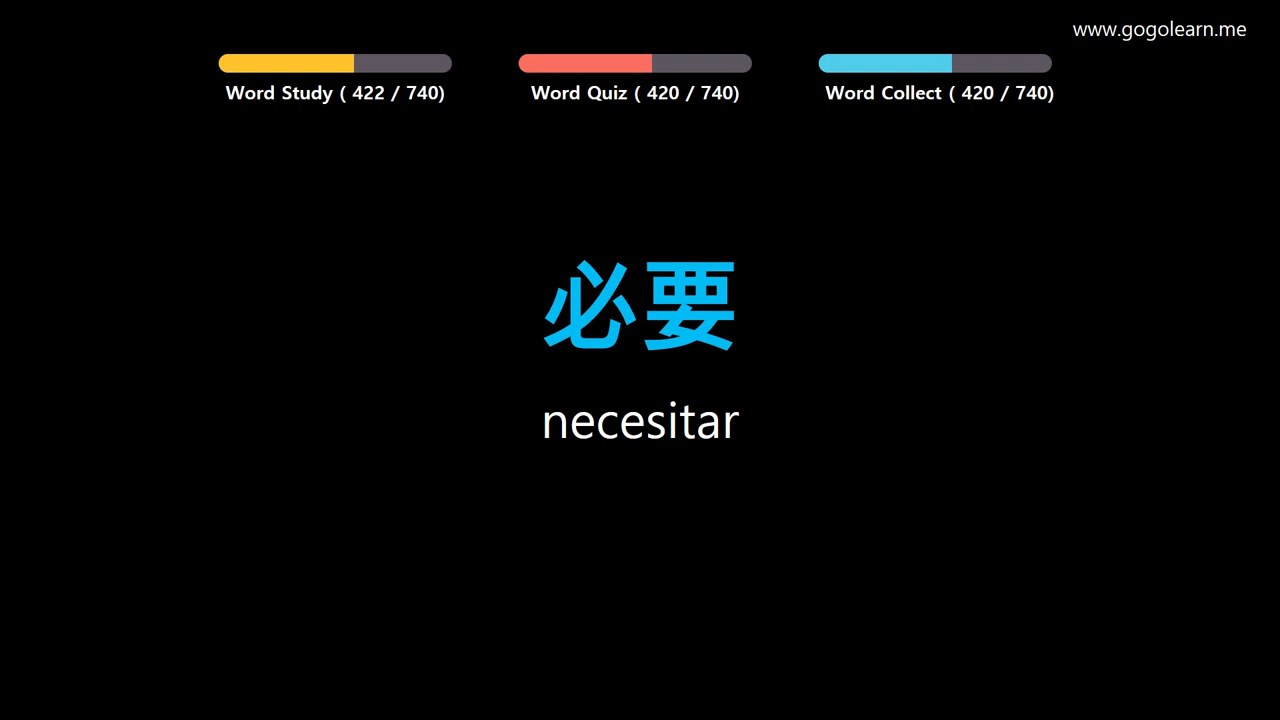 www.gogolearn.me
Word Study ( 422 / 740)
Word Quiz ( 420 / 740)
Word Collect ( 420 / 740)
必要
necesitar